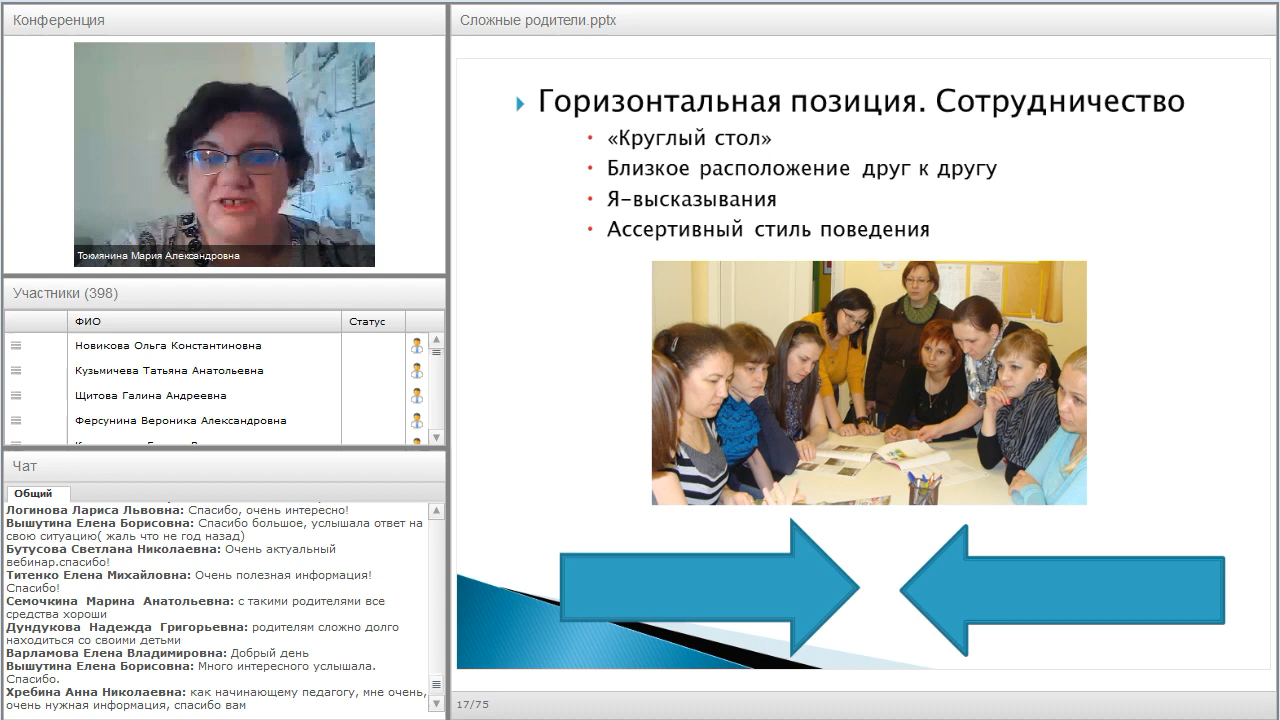 Конференция
Токмянина Мария Александровна
Участники (398)
ФИО
Статус
Новикова Ольга Константиновна
Кузьмичева Татьяна Анатольевна
Щитова Галина Андреевна
Ферсунина Вероника Александровна
Чат
Общий
Логинова Лариса Львовна: Спасибо, очень интересно!
Вышутина Елена Борисовна: Спасибо большое, услышала ответ на
свою ситуацию( жаль что не год назад)
Бутусова Светлана Николаевна: Очень актуальный
вебинар.спасибо!
Титенко Елена Михайловна: Очень полезная информация!
Спасибо!
Семочкина Марина Анатольевна: с такими родителями все
средства хороши
Дундукова Надежда Григорьевна: родителям сложно долго
находиться со своими детьми
Варламова Елена Владимировна: Добрый день
Вышутина Елена Борисовна: Много интересного услышала.
Спасибо.
Хребина Анна Николаевна: как начинающему педагогу, мне очень,
очень нужная информация, спасибо вам
Сложные родители.pptx
Горизонтальная позиция. Сотрудничество
«Круглый стол»
Близкое расположение друг к другу
Я-высказывания
Ассертивный стиль поведения
17/75